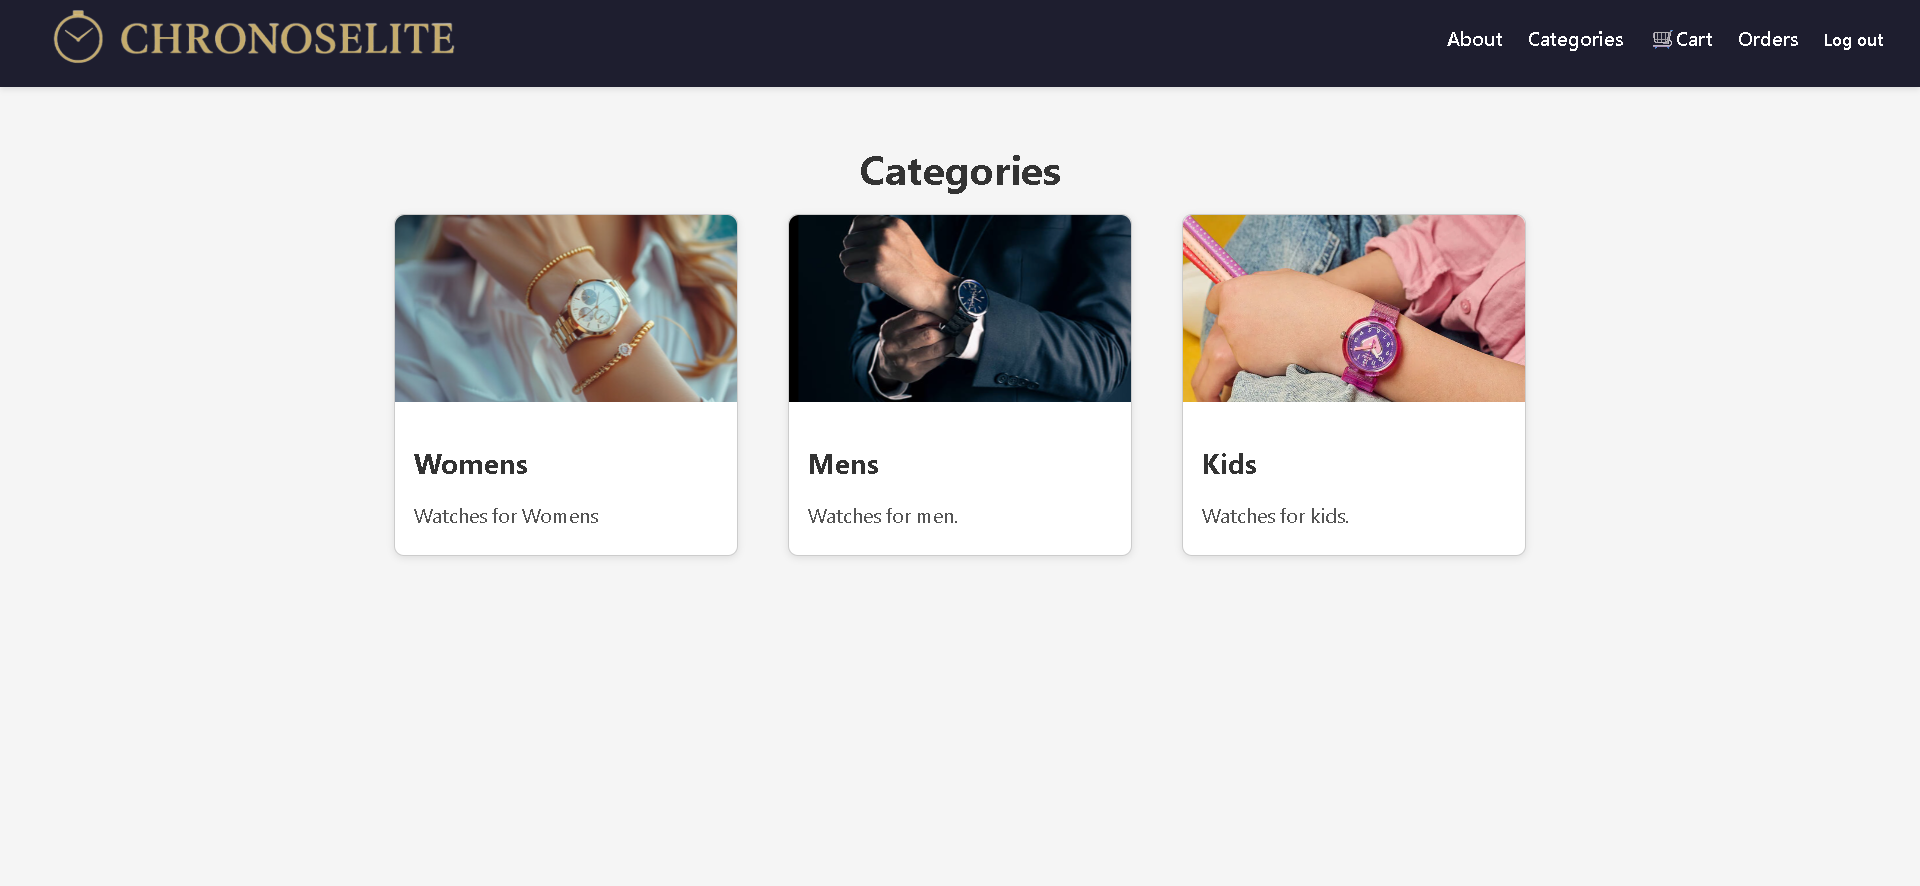 CHRONOSELITE
About Categories Cart Orders Log out
Categories
Womens
Watches for Womens
Mens
Watches for men.
Kids
Watches for kids.